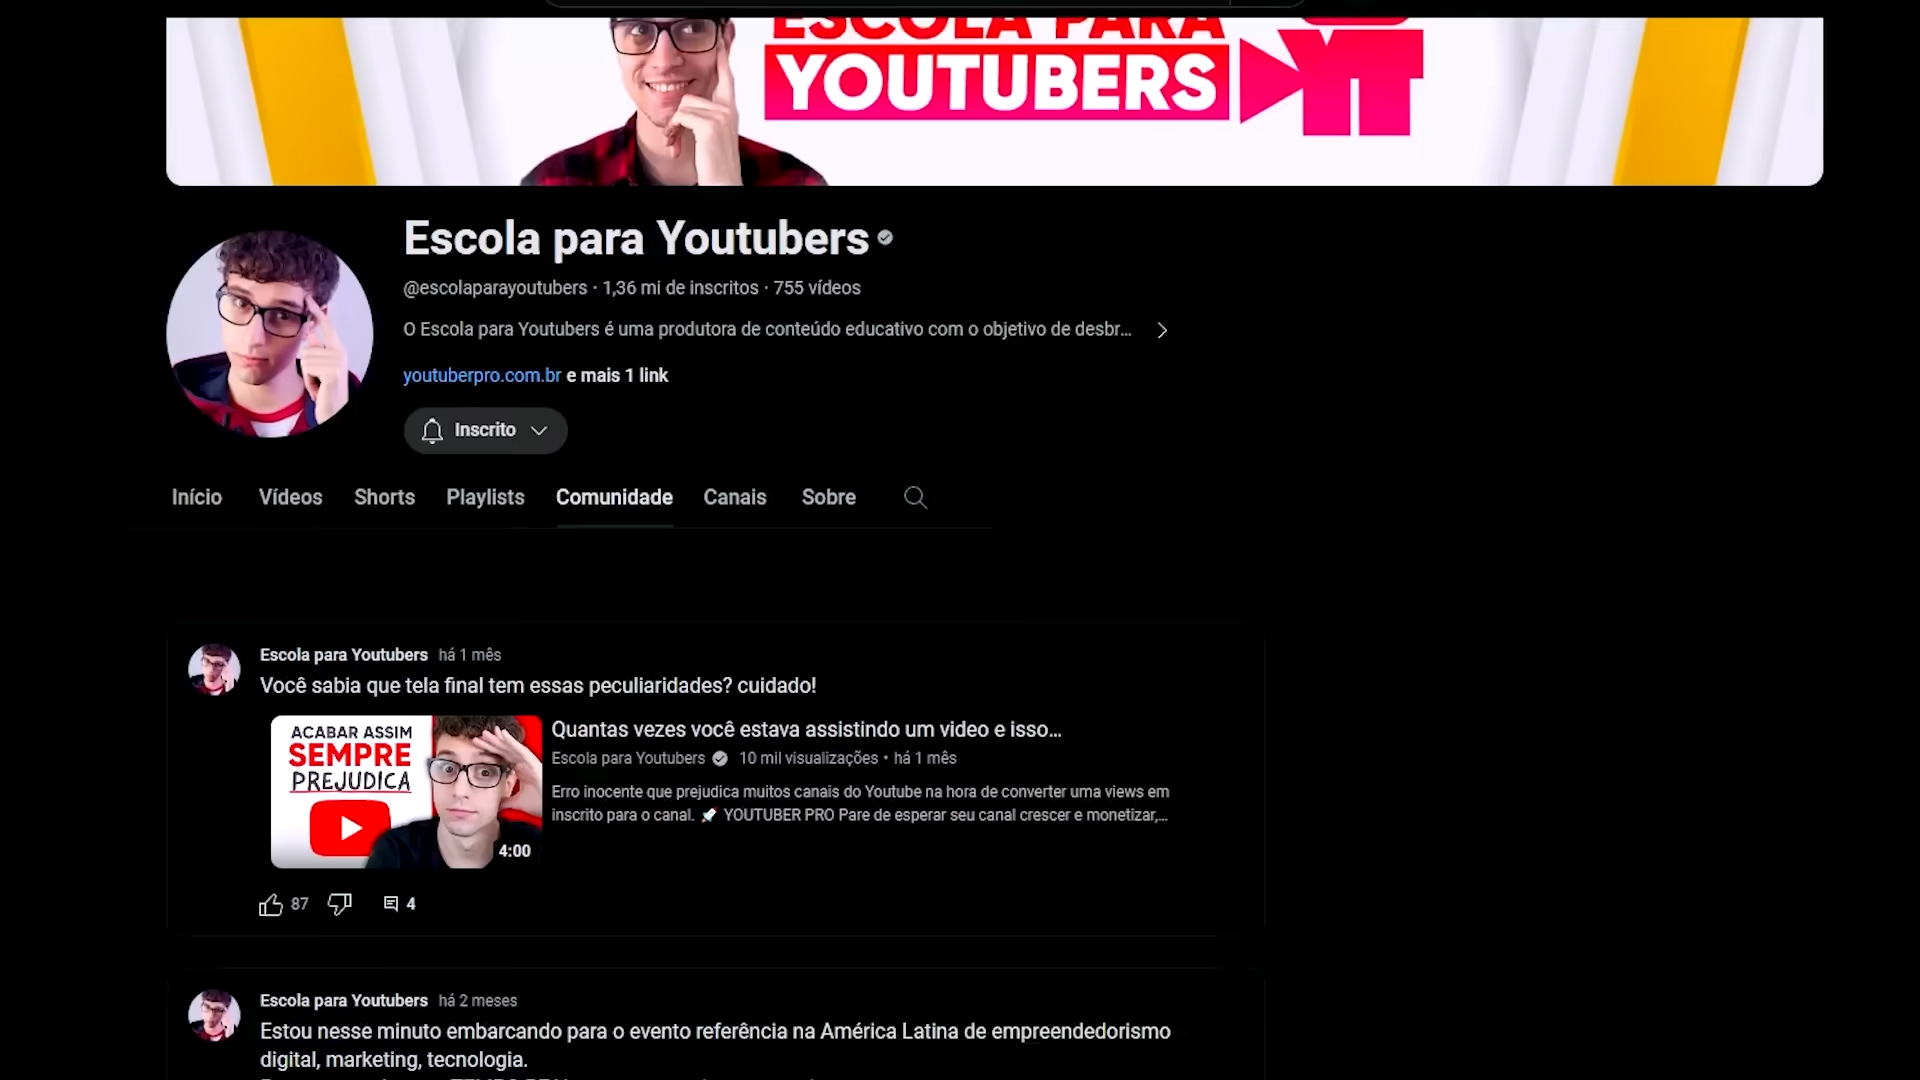 ESCOLA PARA
YOUTUBERS
Escola para Youtubers
@escolaparayoutubers · 1,36 mi de inscritos · 755 vídeos
O Escola para Youtubers é uma produtora de conteúdo educativo com o objetivo de desbr...
youtuberpro.com.br e mais 1 link
Inscrito
Início Vídeos Shorts Playlists Comunidade Canais Sobre
Escola para Youtubers há 1 mês
Você sabia que tela final tem essas peculiaridades? cuidado!
ACABAR ASSIM
SEMPRE
PREJUDICA
4:00
Quantas vezes você estava assistindo um video e isso...
Escola para Youtubers 10 mil visualizações • há 1 mês
Erro inocente que prejudica muitos canais do Youtube na hora de converter uma views em
inscrito para o canal. 🚀 YOUTUBER PRO Pare de esperar seu canal crescer e monetizar,...
87 4
Escola para Youtubers há 2 meses
Estou nesse minuto embarcando para o evento referência na América Latina de empreendedorismo
digital, marketing, tecnologia.